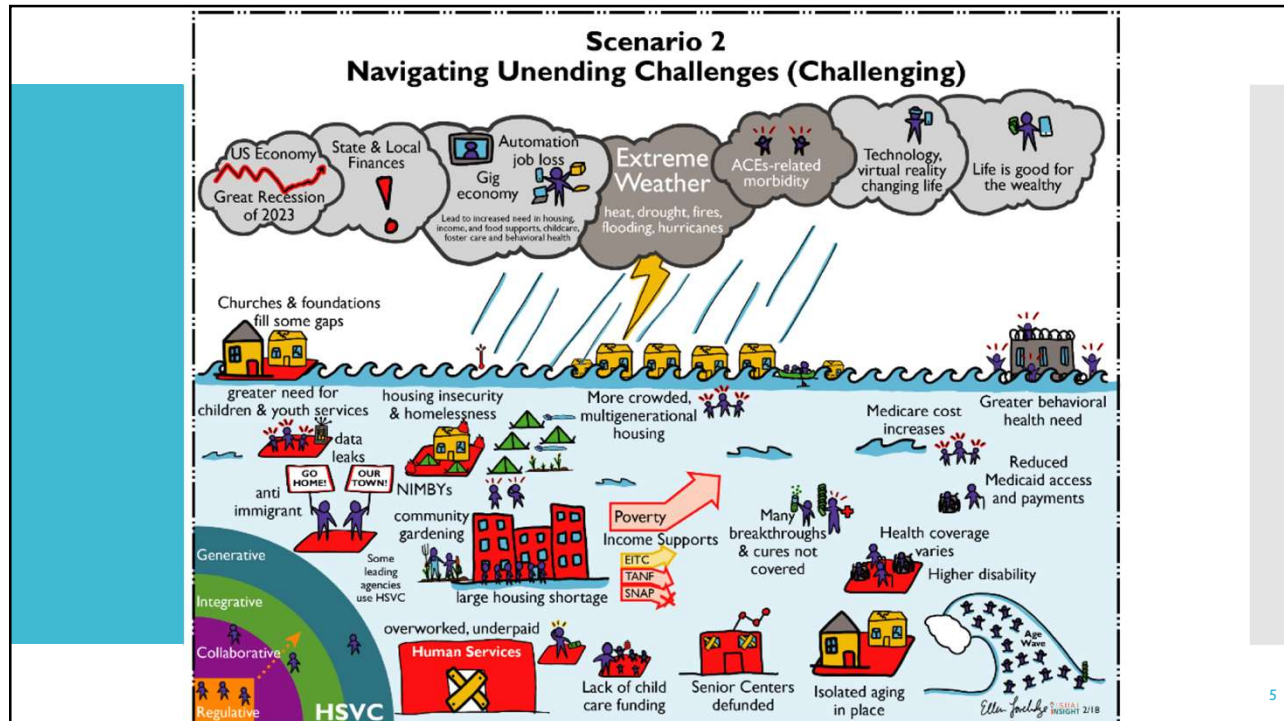 Scenario 2
Navigating Unending Challenges (Challenging)
US Economy
Great Recession
of 2023
State & Local
Finances
Automation
job loss
Gig
economy
Lead to increased need in housing,
income, and food supports, childcare,
foster care and behavioral health
Extreme
Weather
heat, drought, fires,
flooding, hurricanes
ACEs-related
morbidity
Technology,
virtual reality
changing life
Life is good for
the wealthy
Churches & foundations
fill some gaps
greater need for
children & youth services
data
leaks
housing insecurity
& homelessness
More crowded,
multigenerational
housing
Medicare cost
increases
Greater behavioral
health need
GO
HOME!
OUR
TOWN!
anti
immigrant
NIMBYs
community
gardening
Some
leading
agencies
use HSVC
large housing shortage
Poverty
Income Supports
EITC
TANF
SNAP
Many
breakthroughs
& cures not
covered
Reduced
Medicaid access
and payments
Health coverage
varies
Higher disability
Generative
Integrative
Collaborative
Regulative
HSVC
overworked, underpaid
Human Services
Lack of child
care funding
Senior Centers
defunded
Isolated aging
in place
Age
Wave
Ellen
INSIGHT 2/18
5